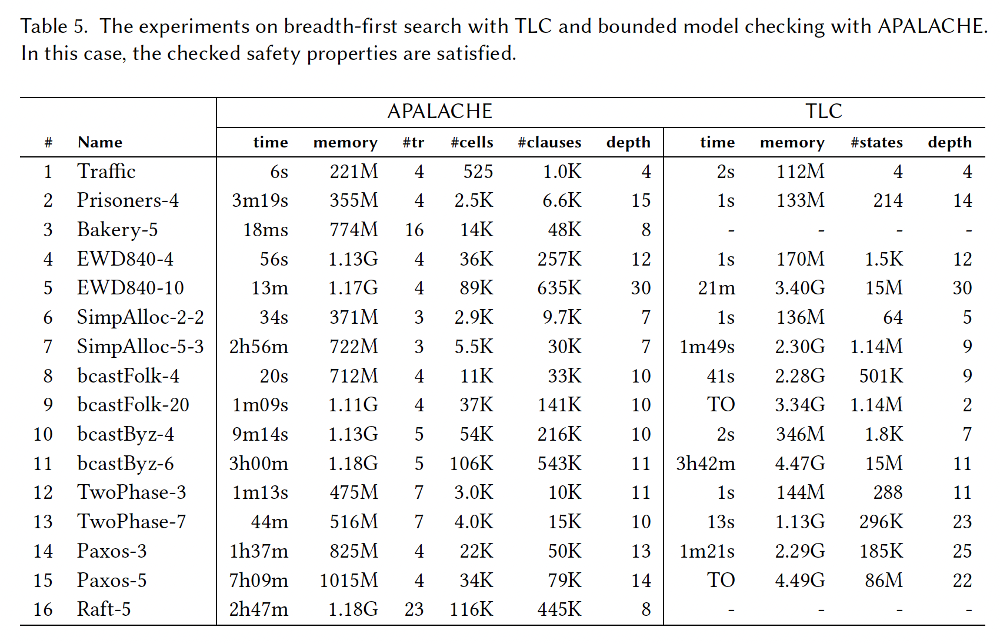 Table 5. The experiments on breadth-first search with TLC and bounded model checking with APALACHE.
In this case, the checked safety properties are satisfied.
APALACHE TLC
# Name time memory #tr #cells #clauses depth time memory #states depth
1 Traffic 6s 221M 4 525 1.0K 4 2s 112M 4 4
2 Prisoners-4 3m19s 355M 4 2.5K 6.6K 15 1s 133M 214 14
3 Bakery-5 18ms 774M 16 14K 48K 8 - - - -
4 EWD840-4 56s 1.13G 4 36K 257K 12 1s 170M 1.5K 12
5 EWD840-10 13m 1.17G 4 89K 635K 30 21m 3.40G 15M 30
6 SimpAlloc-2-2 34s 371M 3 2.9K 9.7K 7 1s 136M 64 5
7 SimpAlloc-5-3 2h56m 722M 3 5.5K 30K 7 1m49s 2.30G 1.14M 9
8 bcastFolk-4 20s 712M 4 11K 33K 10 41s 2.28G 501K 9
9 bcastFolk-20 1m09s 1.11G 4 37K 141K 10 TO 3.34G 1.14M 2
10 bcastByz-4 9m14s 1.13G 5 54K 216K 10 2s 346M 1.8K 7
11 bcastByz-6 3h00m 1.18G 5 106K 543K 11 3h42m 4.47G 15M 11
12 TwoPhase-3 1m13s 475M 7 3.0K 10K 11 1s 144M 288 11
13 TwoPhase-7 44m 516M 7 4.0K 15K 10 13s 1.13G 296K 23
14 Paxos-3 1h37m 825M 4 22K 50K 13 1m21s 2.29G 185K 25
15 Paxos-5 7h09m 1015M 4 34K 79K 14 TO 4.49G 86M 22
16 Raft-5 2h47m 1.18G 23 116K 445K 8 - - - -